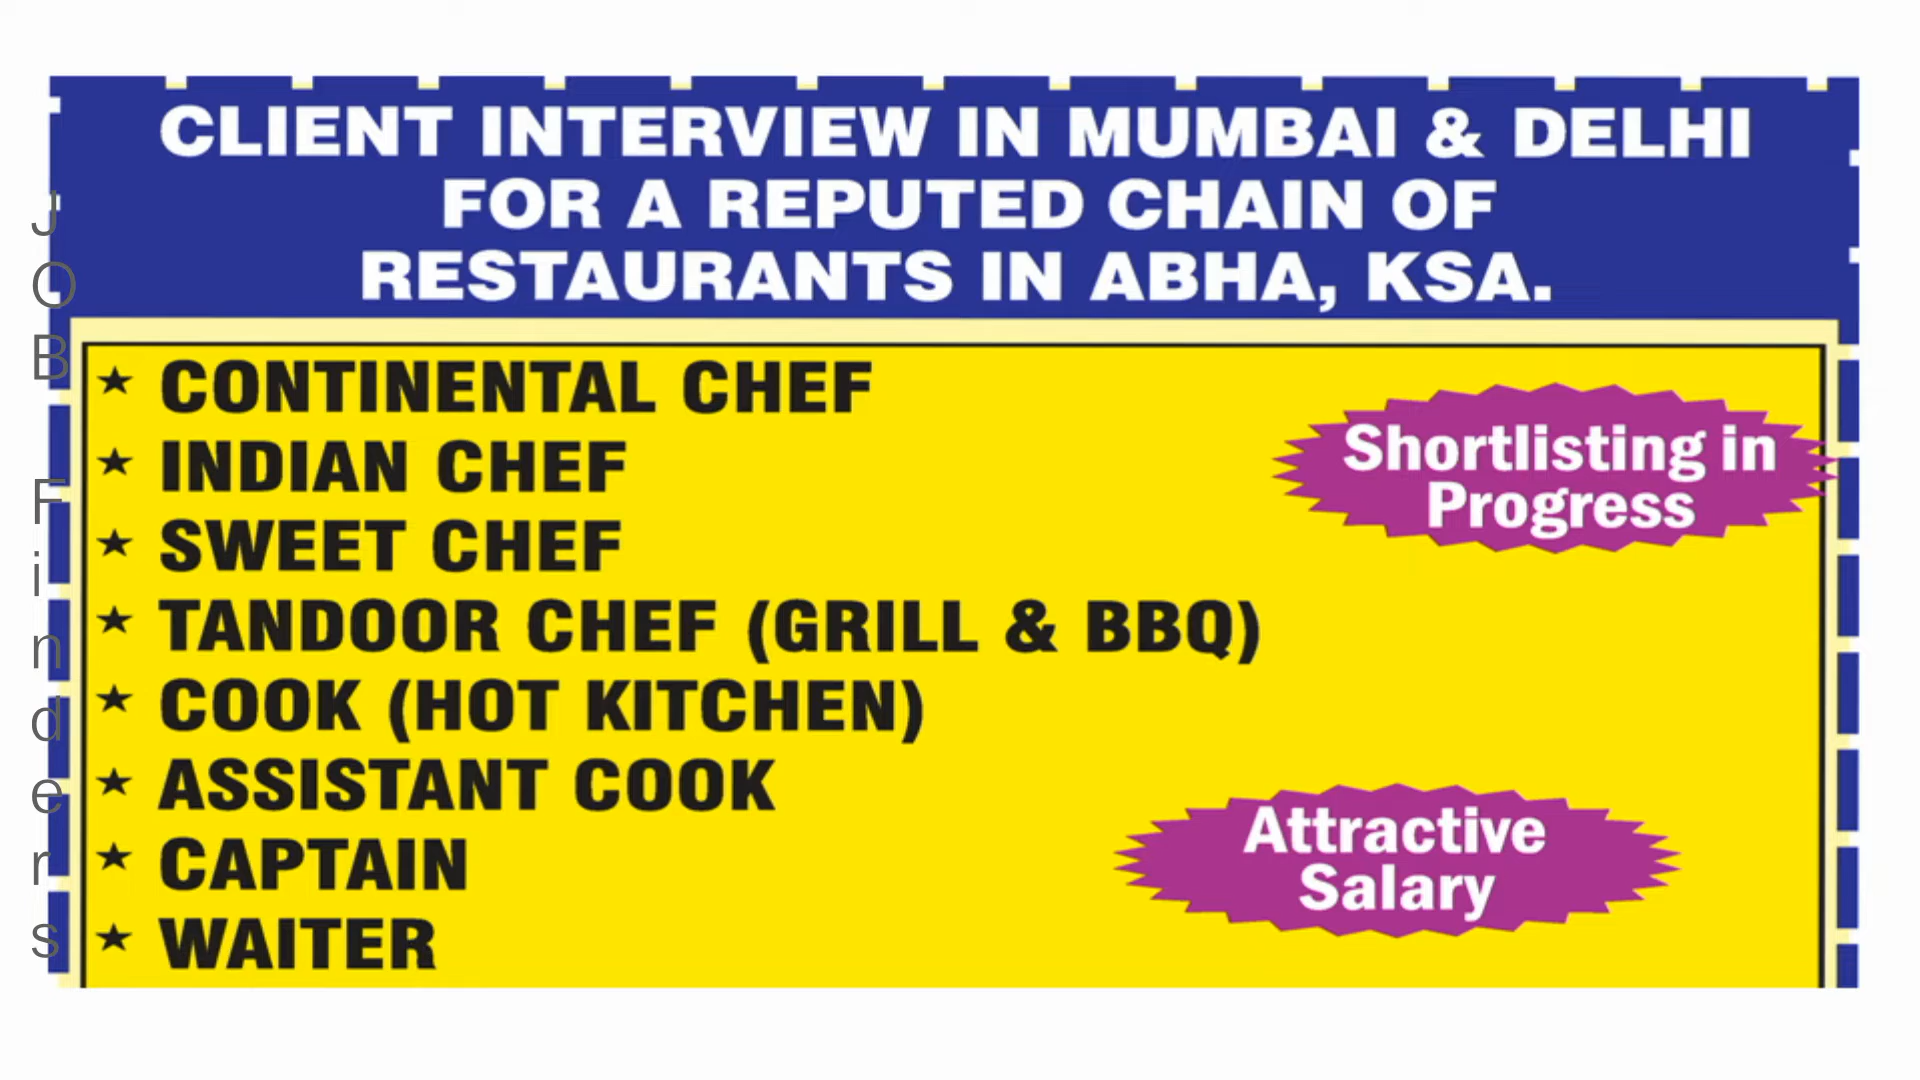 CLIENT INTERVIEW IN MUMBAI & DELHI
FOR A REPUTED CHAIN OF
RESTAURANTS IN ABHA, KSA.
★ CONTINENTAL CHEF
★ INDIAN CHEF
★ SWEET CHEF
★ TANDOOR CHEF (GRILL & BBQ)
★ COOK (HOT KITCHEN)
★ ASSISTANT COOK
★ CAPTAIN
★ WAITER
Shortlisting in
Progress
Attractive
Salary
JOB Finders